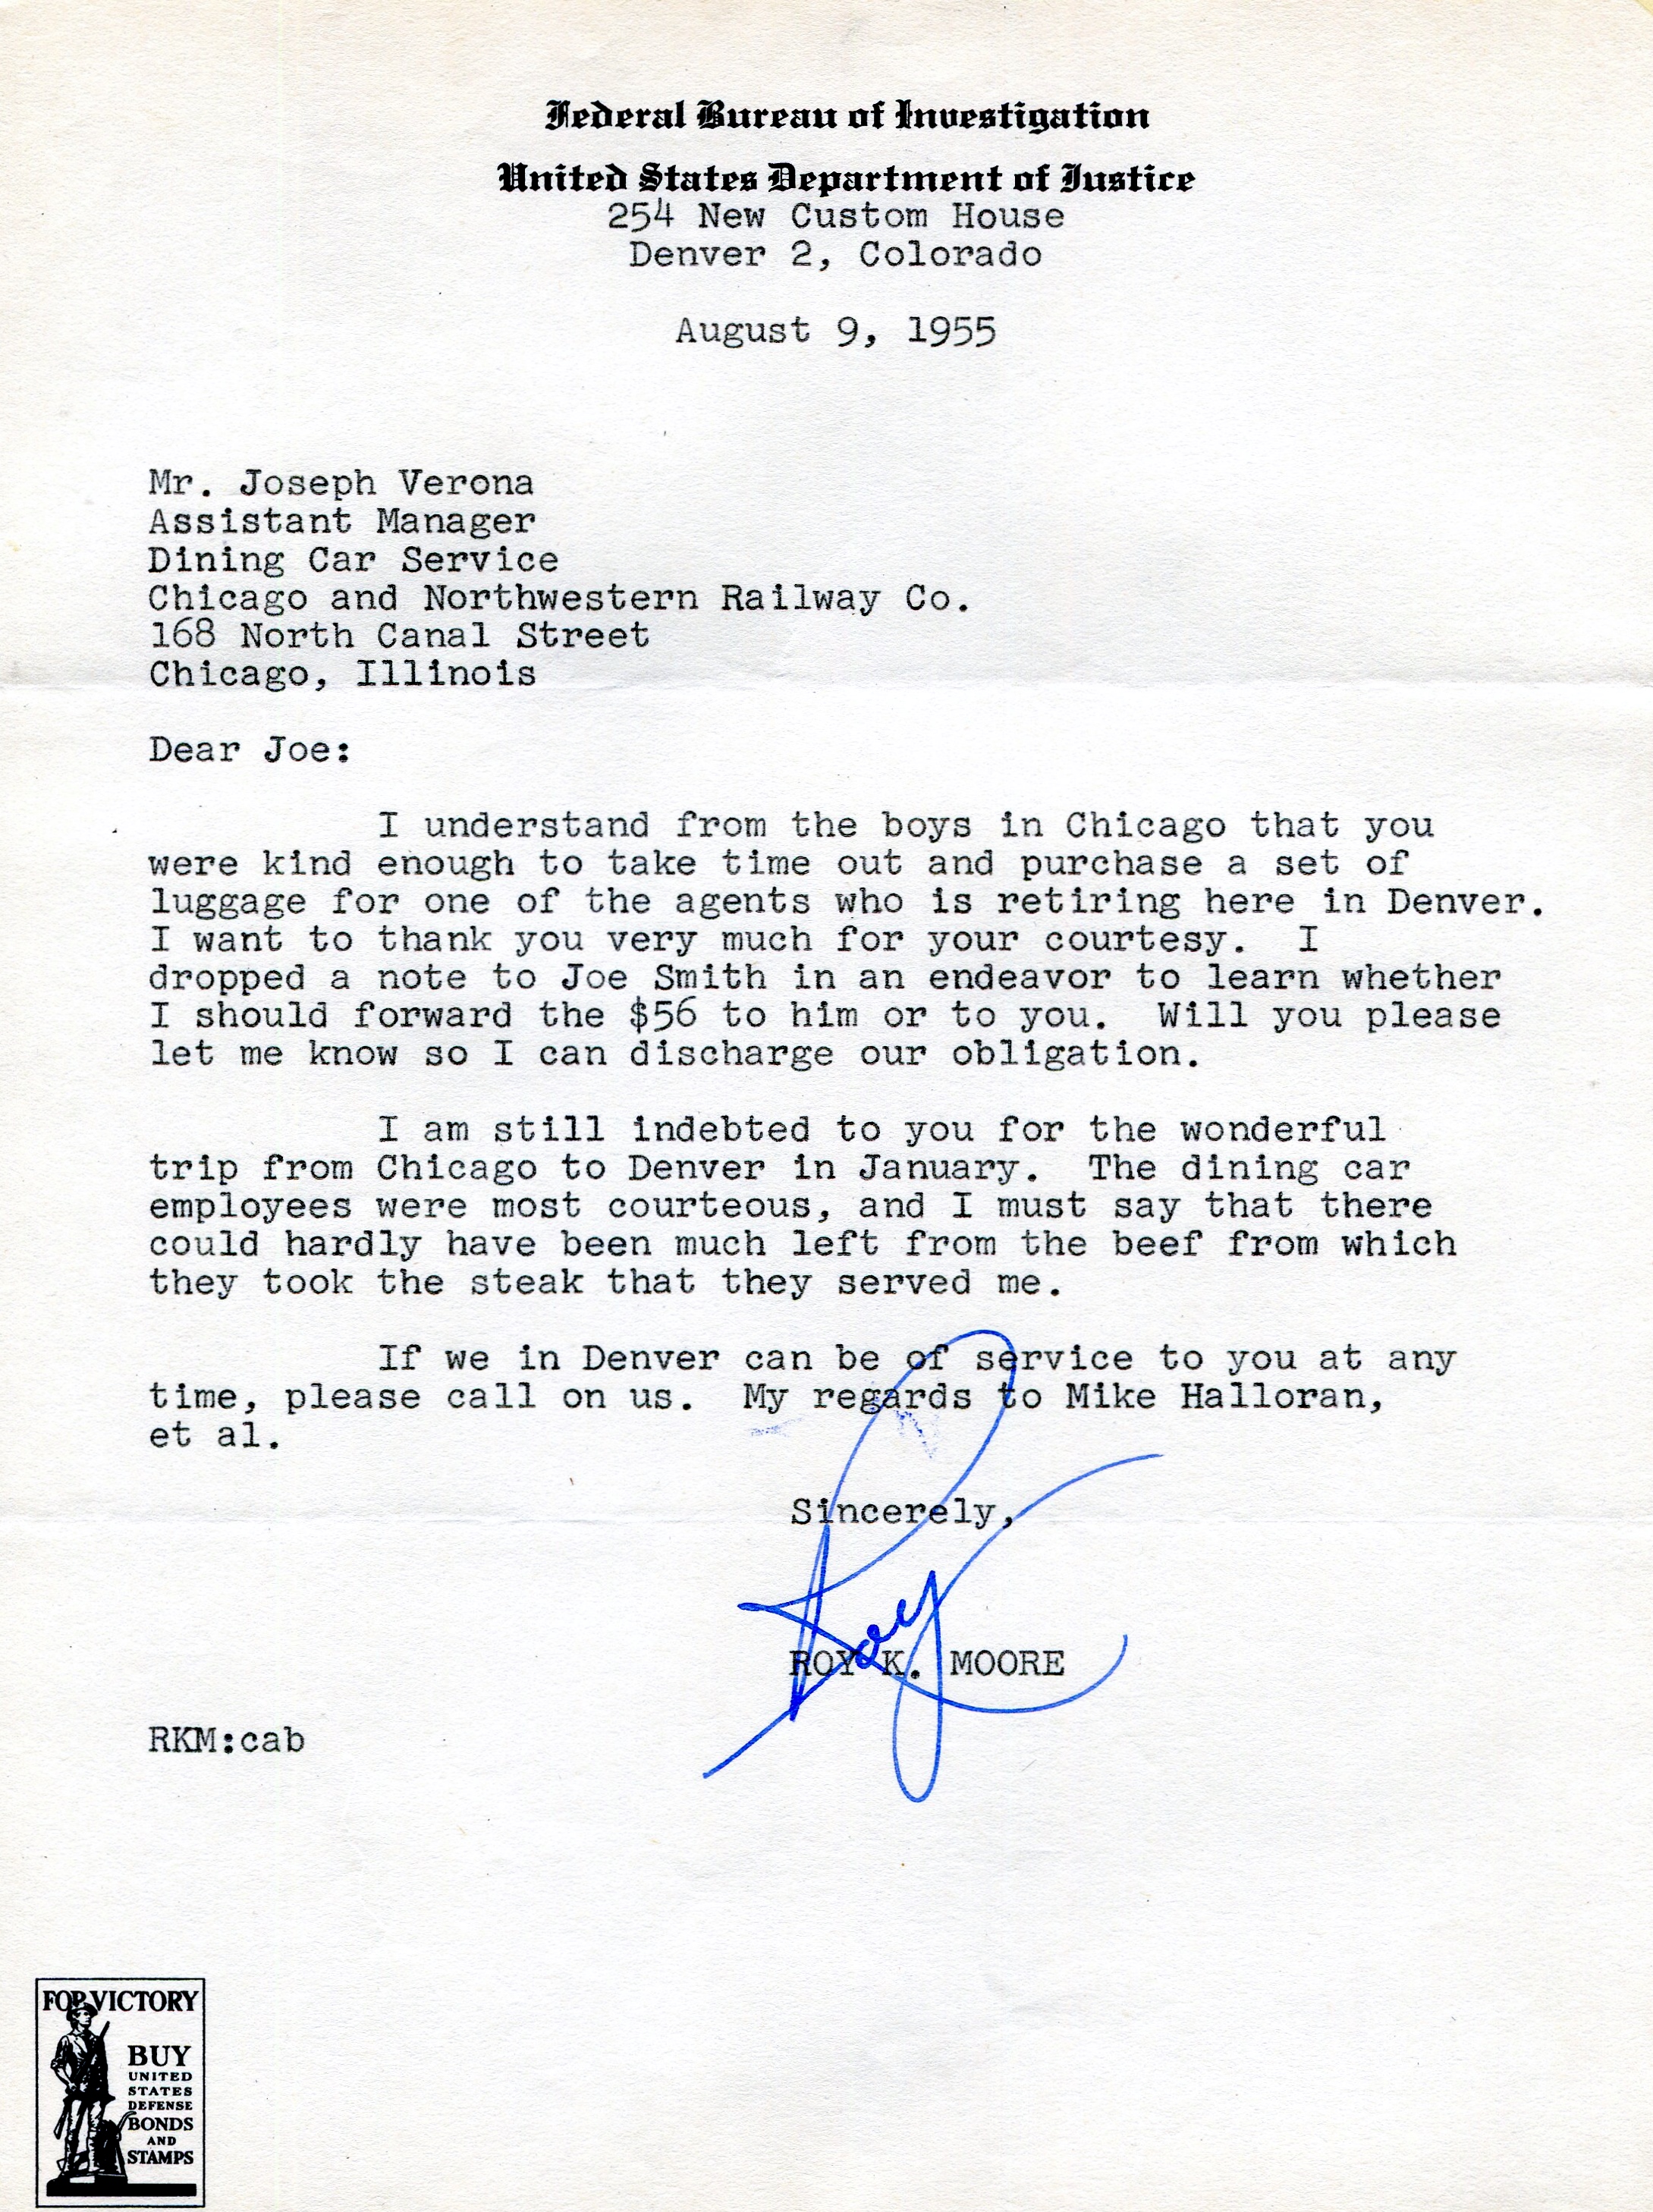 Federal Bureau of Investigation
United States Department of Justice
254 New Custom House
Denver 2, Colorado
August 9, 1955
Mr. Joseph Verona
Assistant Manager
Dining Car Service
Chicago and Northwestern Railway Co.
168 North Canal Street
Chicago, Illinois
Dear Joe:
I understand from the boys in Chicago that you
were kind enough to take time out and purchase a set of
luggage for one of the agents who is retiring here in Denver.
I want to thank you very much for your courtesy. I
dropped a note to Joe Smith in an endeavor to learn whether
I should forward the $56 to him or to you. Will you please
let me know so I can discharge our obligation.
I am still indebted to you for the wonderful
trip from Chicago to Denver in January. The dining car
employees were most courteous, and I must say that there
could hardly have been much left from the beef from which
they took the steak that they served me.
If we in Denver can be of service to you at any
time, please call on us. My regards to Mike Halloran,
et al.
Sincerely,
Roy
ROY K. MOORE
RKM:cab
FOR VICTORY
BUY
UNITED
STATES
DEFENSE
BONDS
AND
STAMPS